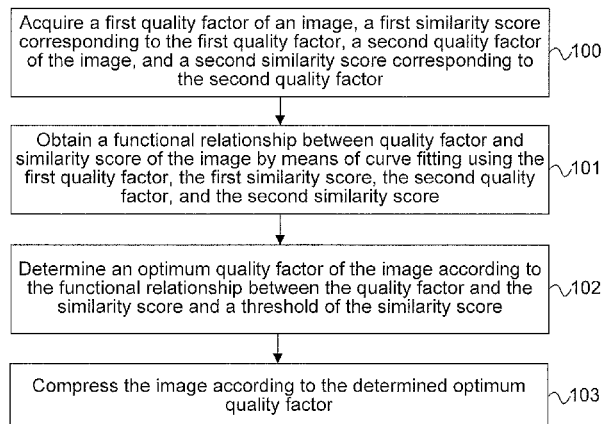 Acquire a first quality factor of an image, a first similarity score
corresponding to the first quality factor, a second quality factor
of the image, and a second similarity score corresponding to
the second quality factor
100
Obtain a functional relationship between quality factor and
similarity score of the image by means of curve fitting using the
first quality factor, the first similarity score, the second quality
factor, and the second similarity score
101
Determine an optimum quality factor of the image according to
the functional relationship between the quality factor and the
similarity score and a threshold of the similarity score
102
Compress the image according to the determined optimum
quality factor
103